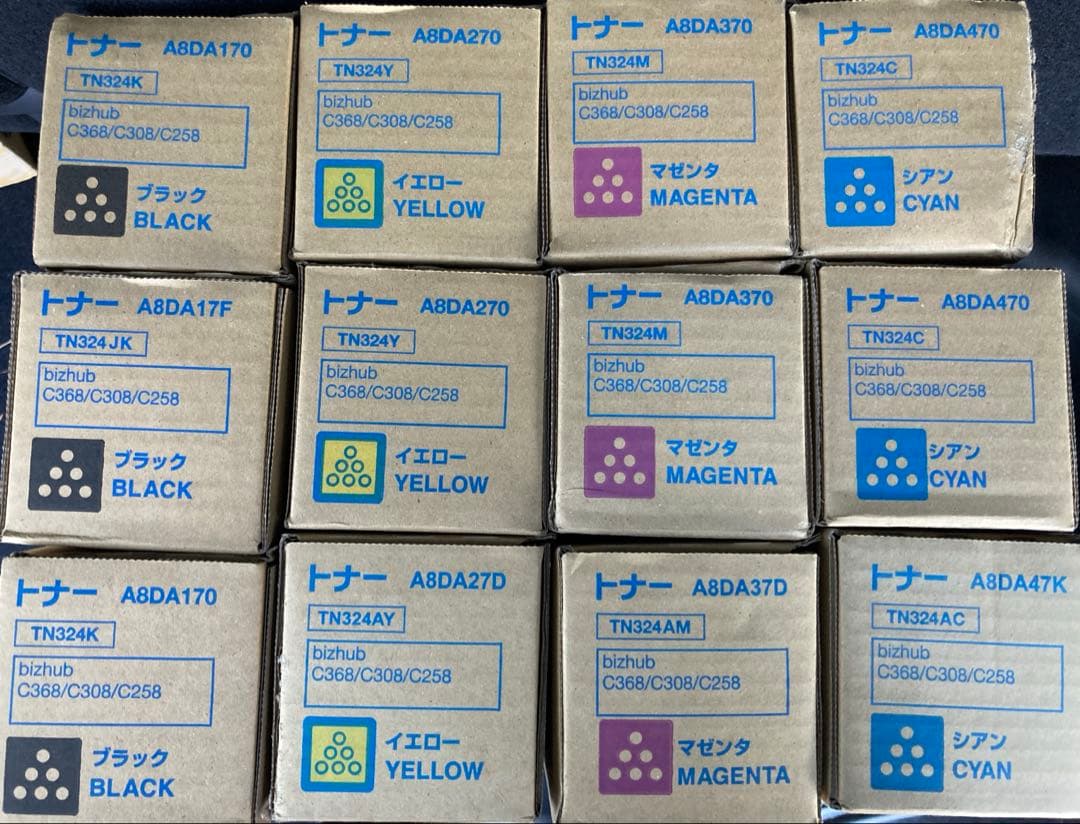 トナー A8DA170
TN324K
bizhub
C368/C308/C258
ブラック
BLACK
トナー A8DA270
TN324Y
bizhub
C368/C308/C258
イエロー
YELLOW
トナー A8DA370
TN324M
bizhub
C368/C308/C258
マゼンタ
MAGENTA
トナー A8DA470
TN324C
bizhub
C368/C308/C258
シアン
CYAN
トナー A8DA17F
TN324JK
bizhub
C368/C308/C258
ブラック
BLACK
トナー A8DA270
TN324Y
bizhub
C368/C308/C258
イエロー
YELLOW
トナー A8DA370
TN324M
bizhub
C368/C308/C258
マゼンタ
MAGENTA
トナー A8DA470
TN324C
bizhub
C368/C308/C258
シアン
CYAN
トナー A8DA170
TN324K
bizhub
C368/C308/C258
ブラック
BLACK
トナー A8DA27D
TN324AY
bizhub
C368/C308/C258
イエロー
YELLOW
トナー A8DA37D
TN324AM
bizhub
C368/C308/C258
マゼンタ
MAGENTA
トナー A8DA47K
TN324AC
bizhub
C368/C308/C258
シアン
CYAN